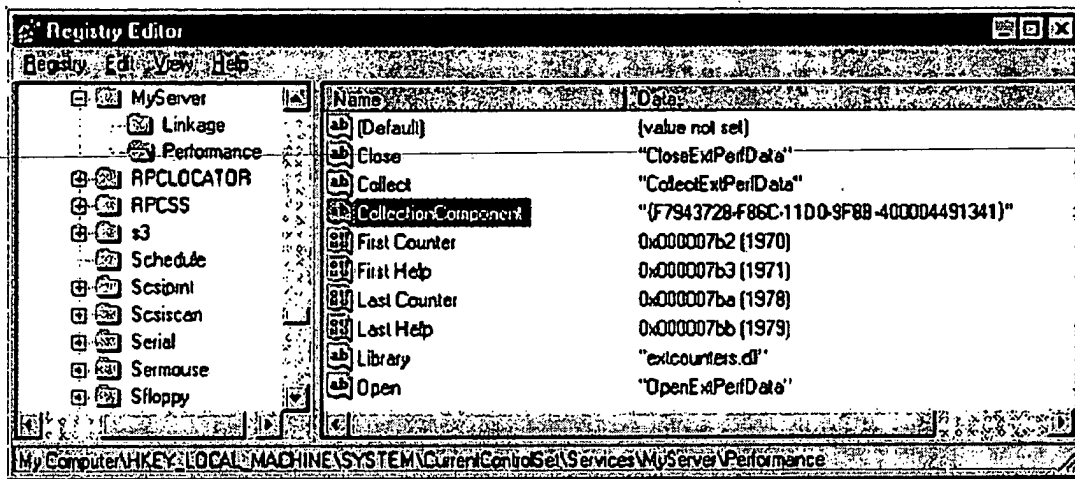 Registry Editor
Registry Edit View Help
MyServer
Linkage
Performance
RPCLOCATOR
RPCSS
s3
Schedule
Scsiprnt
Scsiscan
Serial
Sermouse
Sfloppy
Name Data
(Default) (value not set)
Close "CloseExtPerfData"
Collect "CollectExtPerfData"
CollectionComponent "{F7943728-F86C-11D0-9F8B-400004491341}"
First Counter 0x000007b2 (1970)
First Help 0x000007b3 (1971)
Last Counter 0x000007ba (1978)
Last Help 0x000007bb (1979)
Library "extcounters.dll"
Open "OpenExtPerfData"
My Computer\HKEY_LOCAL_MACHINE\SYSTEM\CurrentControlSet\Services\MyServer\Performance